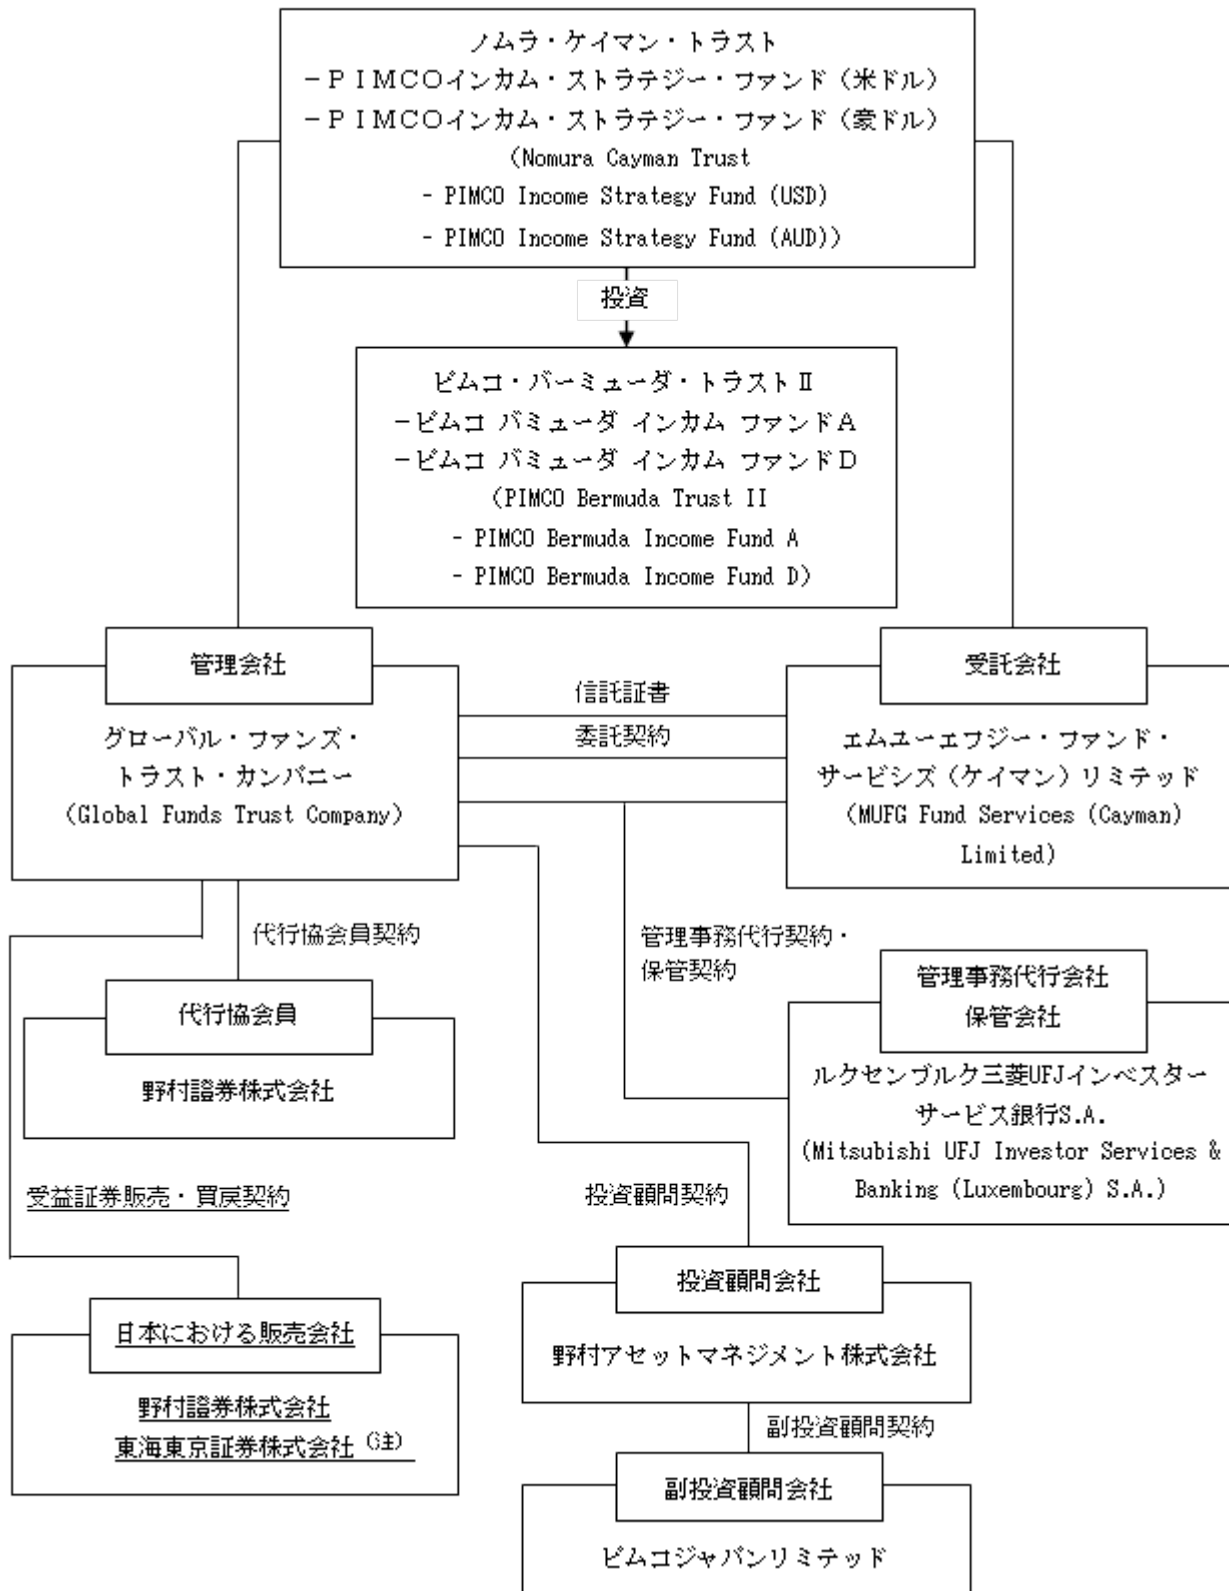 ノムラ・ケイマン・トラスト
－ＰＩＭＣＯインカム・ストラテジー・ファンド（米ドル）
－ＰＩＭＣＯインカム・ストラテジー・ファンド（豪ドル）
(Nomura Cayman Trust
- PIMCO Income Strategy Fund (USD)
- PIMCO Income Strategy Fund (AUD))
投資
ピムコ・バーミューダ・トラストⅡ
－ピムコ バミューダ インカム ファンドＡ
－ピムコ バミューダ インカム ファンドＤ
(PIMCO Bermuda Trust II
- PIMCO Bermuda Income Fund A
- PIMCO Bermuda Income Fund D)
管理会社
グローバル・ファンズ・
トラスト・カンパニー
(Global Funds Trust Company)
信託証書
委託契約
受託会社
エムユーエフジー・ファンド・
サービシズ（ケイマン）リミテッド
(MUFG Fund Services (Cayman)
Limited)
代行協会員契約
代行協会員
野村證券株式会社
管理事務代行契約・
保管契約
管理事務代行会社
保管会社
ルクセンブルク三菱UFJインベスター
サービス銀行S.A.
(Mitsubishi UFJ Investor Services &
Banking (Luxembourg) S.A.)
受益証券販売・買戻契約
日本における販売会社
野村證券株式会社
東海東京証券株式会社（注）
投資顧問契約
投資顧問会社
野村アセットマネジメント株式会社
副投資顧問契約
副投資顧問会社
ピムコジャパンリミテッド